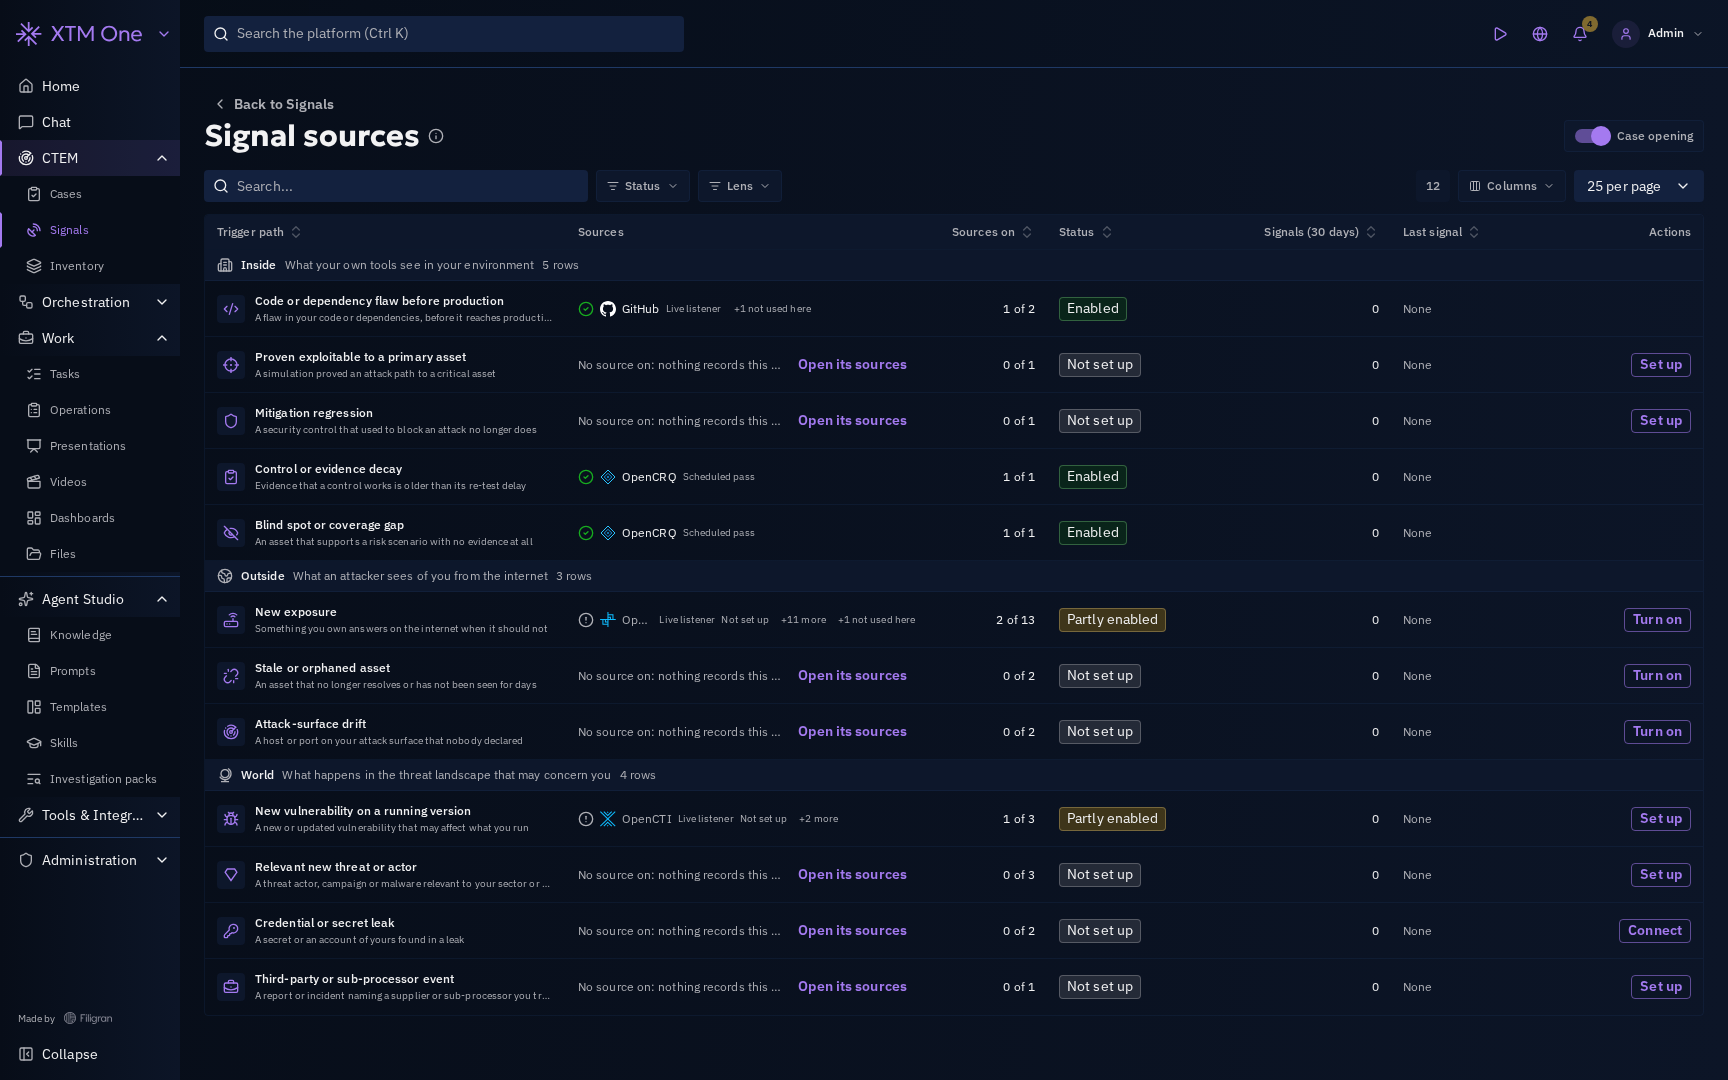 XTM One
Search the platform (Ctrl K)
4
Admin
Home
Chat
CTEM
Cases
Signals
Inventory
Orchestration
Work
Tasks
Operations
Presentations
Videos
Dashboards
Files
Agent Studio
Knowledge
Prompts
Templates
Skills
Investigation packs
Tools & Integr...
Administration
Made by Filigran
Collapse
Back to Signals
Signal sources
Case opening
Search...
Status
Lens
12
Columns
25 per page
Trigger path Sources Sources on Status Signals (30 days) Last signal Actions
Inside What your own tools see in your environment 5 rows
Code or dependency flaw before production
A flaw in your code or dependencies, before it reaches producti...
GitHub Live listener +1 not used here 1 of 2 Enabled 0 None
Proven exploitable to a primary asset
A simulation proved an attack path to a critical asset
No source on: nothing records this ... Open its sources 0 of 1 Not set up 0 None Set up
Mitigation regression
A security control that used to block an attack no longer does
No source on: nothing records this ... Open its sources 0 of 1 Not set up 0 None Set up
Control or evidence decay
Evidence that a control works is older than its re-test delay
OpenCRQ Scheduled pass 1 of 1 Enabled 0 None
Blind spot or coverage gap
An asset that supports a risk scenario with no evidence at all
OpenCRQ Scheduled pass 1 of 1 Enabled 0 None
Outside What an attacker sees of you from the internet 3 rows
New exposure
Something you own answers on the internet when it should not
Op... Live listener Not set up +11 more +1 not used here 2 of 13 Partly enabled 0 None Turn on
Stale or orphaned asset
An asset that no longer resolves or has not been seen for days
No source on: nothing records this ... Open its sources 0 of 2 Not set up 0 None Turn on
Attack-surface drift
A host or port on your attack surface that nobody declared
No source on: nothing records this ... Open its sources 0 of 2 Not set up 0 None Turn on
World What happens in the threat landscape that may concern you 4 rows
New vulnerability on a running version
A new or updated vulnerability that may affect what you run
OpenCTI Live listener Not set up +2 more 1 of 3 Partly enabled 0 None Set up
Relevant new threat or actor
A threat actor, campaign or malware relevant to your sector or ...
No source on: nothing records this ... Open its sources 0 of 3 Not set up 0 None Set up
Credential or secret leak
A secret or an account of yours found in a leak
No source on: nothing records this ... Open its sources 0 of 2 Not set up 0 None Connect
Third-party or sub-processor event
A report or incident naming a supplier or sub-processor you tr...
No source on: nothing records this ... Open its sources 0 of 1 Not set up 0 None Set up